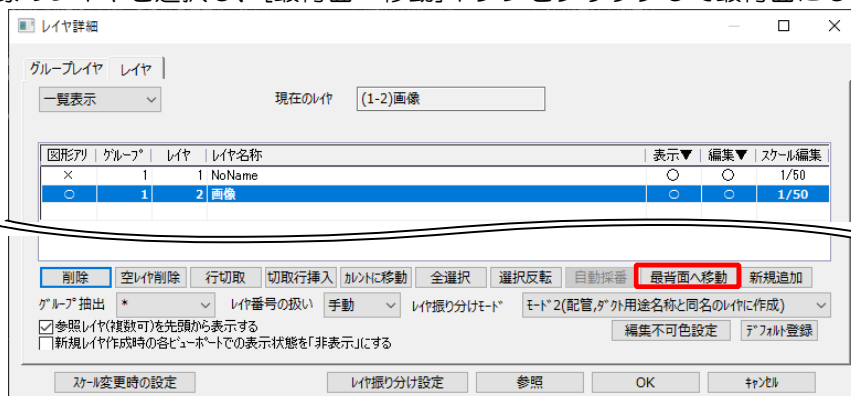 レイヤ詳細
グループレイヤ レイヤ
一覧表示 現在のレイヤ (1-2)画像
図形アリ グループ レイヤ レイヤ名称 表示▼ 編集▼ スケール編集
× 1 1 NoName ○ ○ 1/50
○ 1 2 画像 ○ ○ 1/50
削除 空レイヤ削除 行切取 切取行挿入 カレントに移動 全選択 選択反転 自動採番 最背面へ移動 新規追加
グループ抽出 * レイヤ番号の扱い 手動 レイヤ振り分けモード モード2(配管,ダクト用途名称と同名のレイヤに作成)
参照レイヤ(複数可)を先頭から表示する 編集不可色設定 デフォルト登録
新規レイヤ作成時の各ビューポートでの表示状態を「非表示」にする
スケール変更時の設定 レイヤ振り分け設定 参照 OK キャンセル